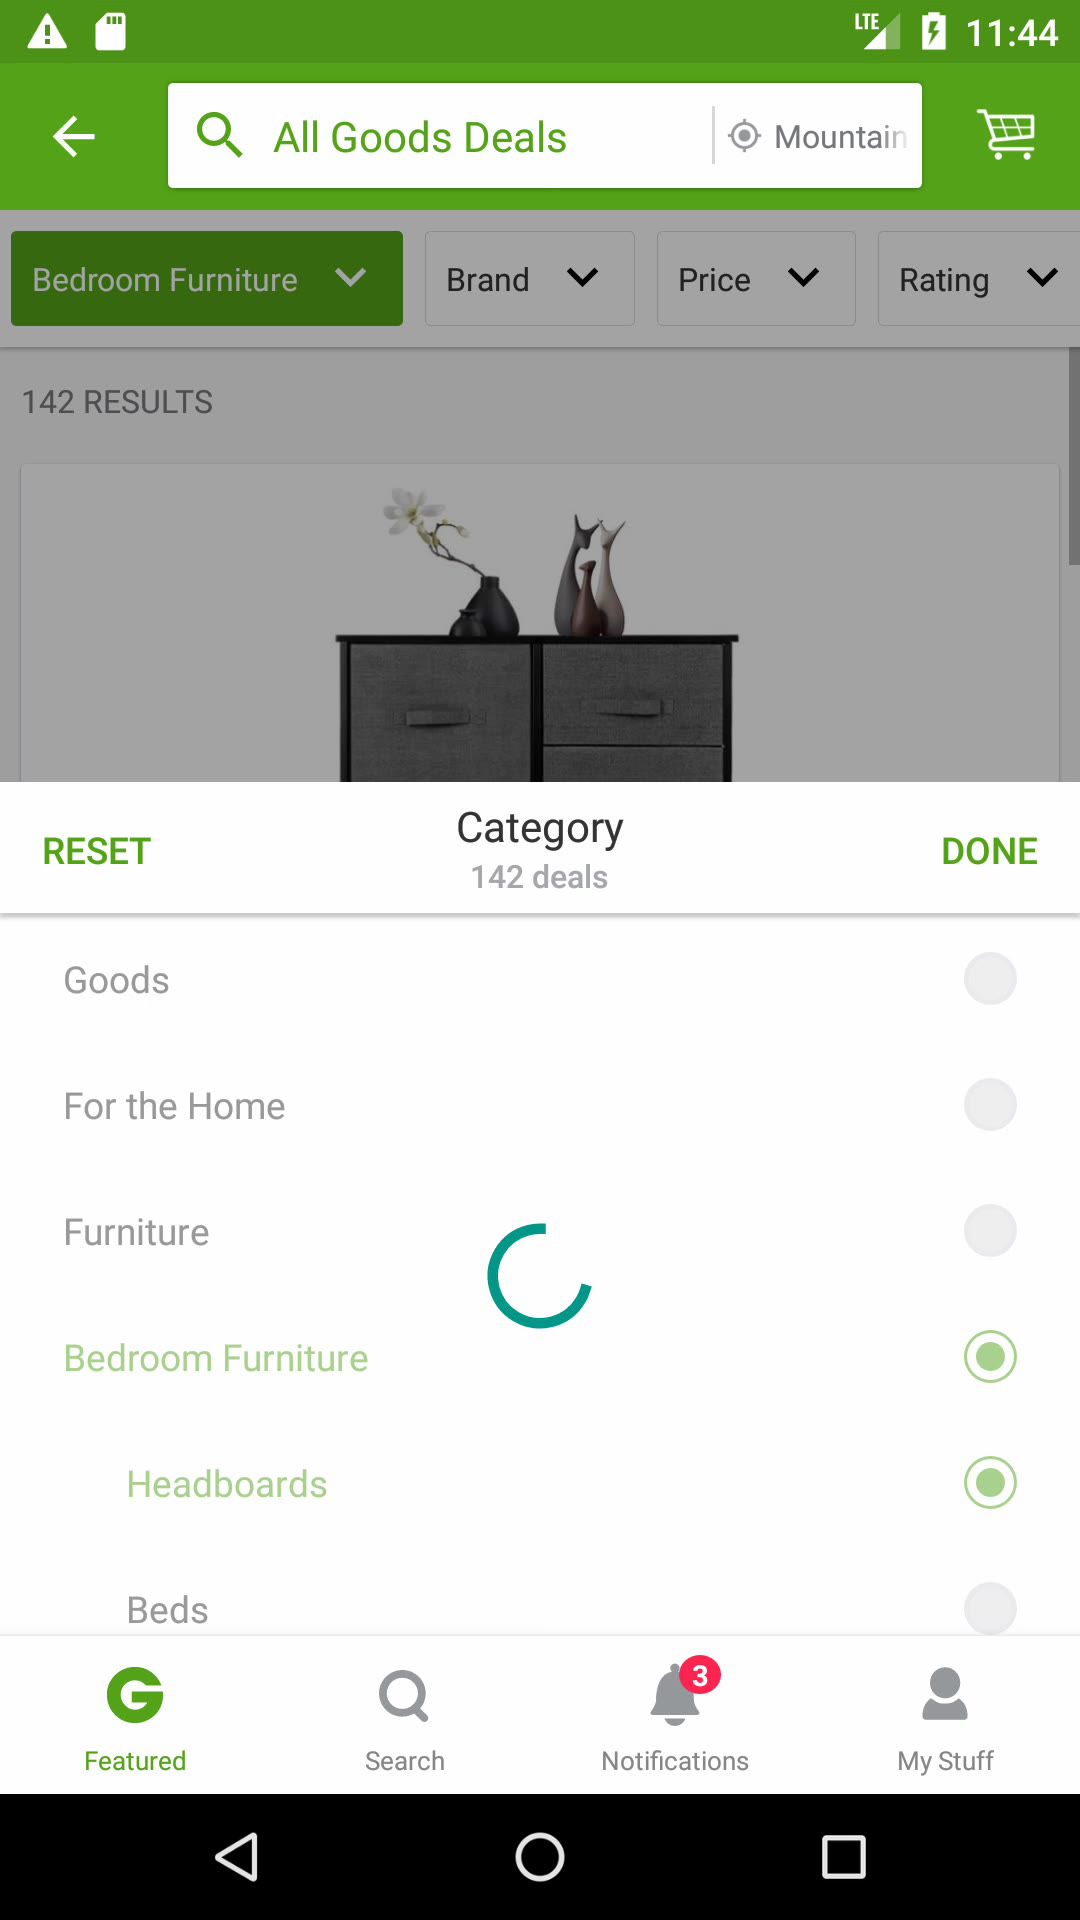 LTE 11:44
All Goods Deals Mountain
Bedroom Furniture Brand Price Rating
142 RESULTS
RESET Category DONE
142 deals
Goods
For the Home
Furniture
Bedroom Furniture
Headboards
Beds
3
Featured Search Notifications My Stuff